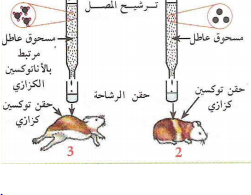 ترشيح المصل
مسحوق عاطل
مسحوق عاطل
مرتبط
بالأناتوكسين
الكزازي
حقن توكسين
كزازي
حقن الرشاحة
حقن توكسين
كزازي
2
3